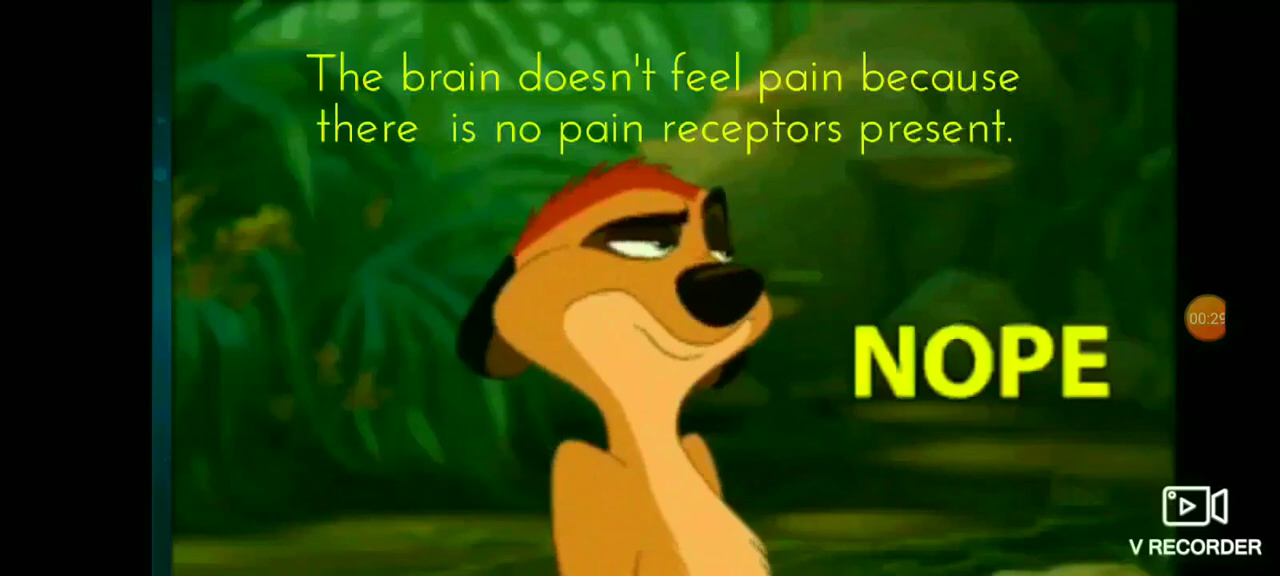 The brain doesn't feel pain because
there is no pain receptors present.
NOPE
00:29
V RECORDER